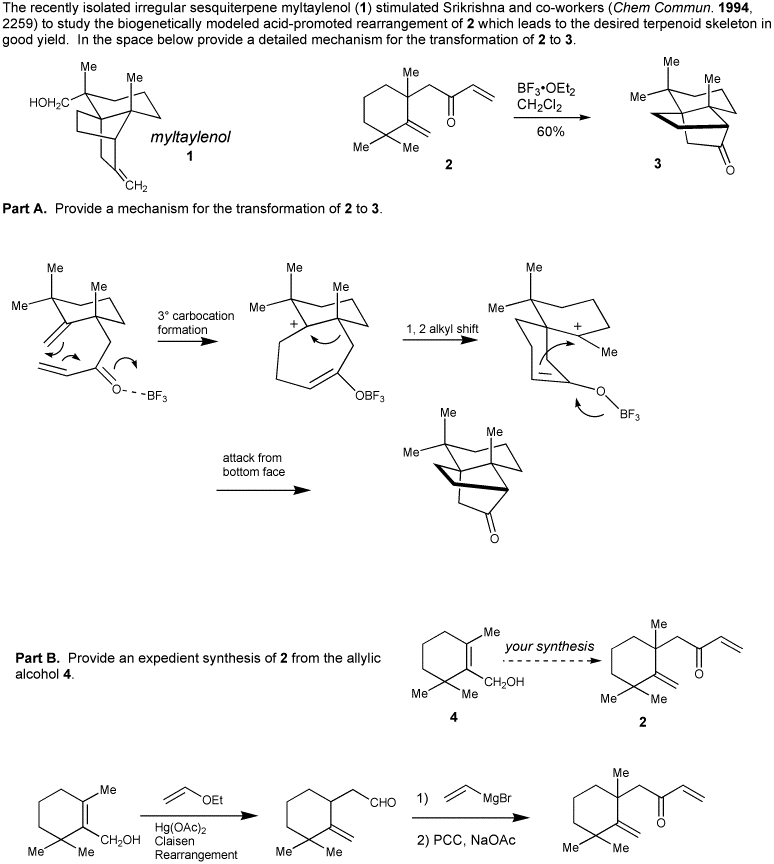 The recently isolated irregular sesquiterpene myltaylenol (1) stimulated Srikrishna and co-workers (Chem Commun. 1994,
2259) to study the biogenetically modeled acid-promoted rearrangement of 2 which leads to the desired terpenoid skeleton in
good yield. In the space below provide a detailed mechanism for the transformation of 2 to 3.
Me
Me
HOH₂C
myltaylenol
1
CH₂
Me
O
Me
Me
2
BF₃•OEt₂
CH₂Cl₂
60%
Me
Me
Me
3
O
Part A. Provide a mechanism for the transformation of 2 to 3.
Me
Me
Me
O
BF₃
3° carbocation
formation
Me
Me
Me
+
OBF₃
1, 2 alkyl shift
Me
Me
+
Me
O
BF₃
attack from
bottom face
Me
Me
Me
O
Part B. Provide an expedient synthesis of 2 from the allylic
alcohol 4.
Me
CH₂OH
Me
Me
4
your synthesis
Me
O
Me
Me
2
Me
CH₂OH
Me
Me
OEt
Hg(OAc)₂
Claisen
Rearrangement
CHO
Me
Me
1)
MgBr
2) PCC, NaOAc
Me
O
Me
Me